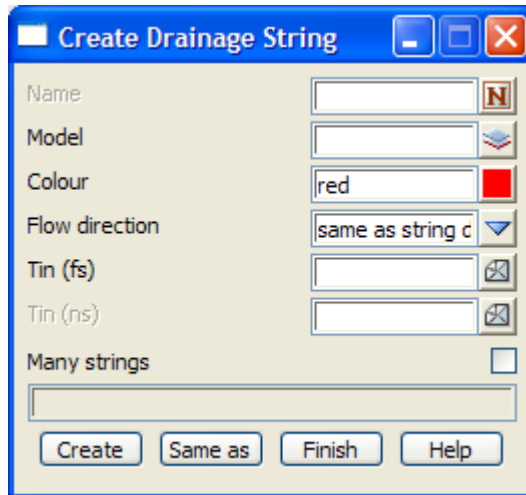 Create Drainage String
Name
N
Model
Colour red
Flow direction same as string d
Tin (fs)
Tin (ns)
Many strings
Create Same as Finish Help